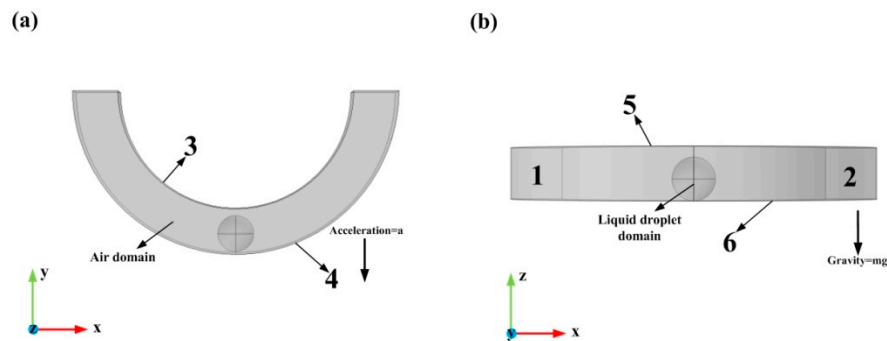 (a)
3
Air domain
Acceleration=a
4
y
z
x
(b)
5
1
2
Liquid droplet
domain
6
Gravity=mg
z
y
x